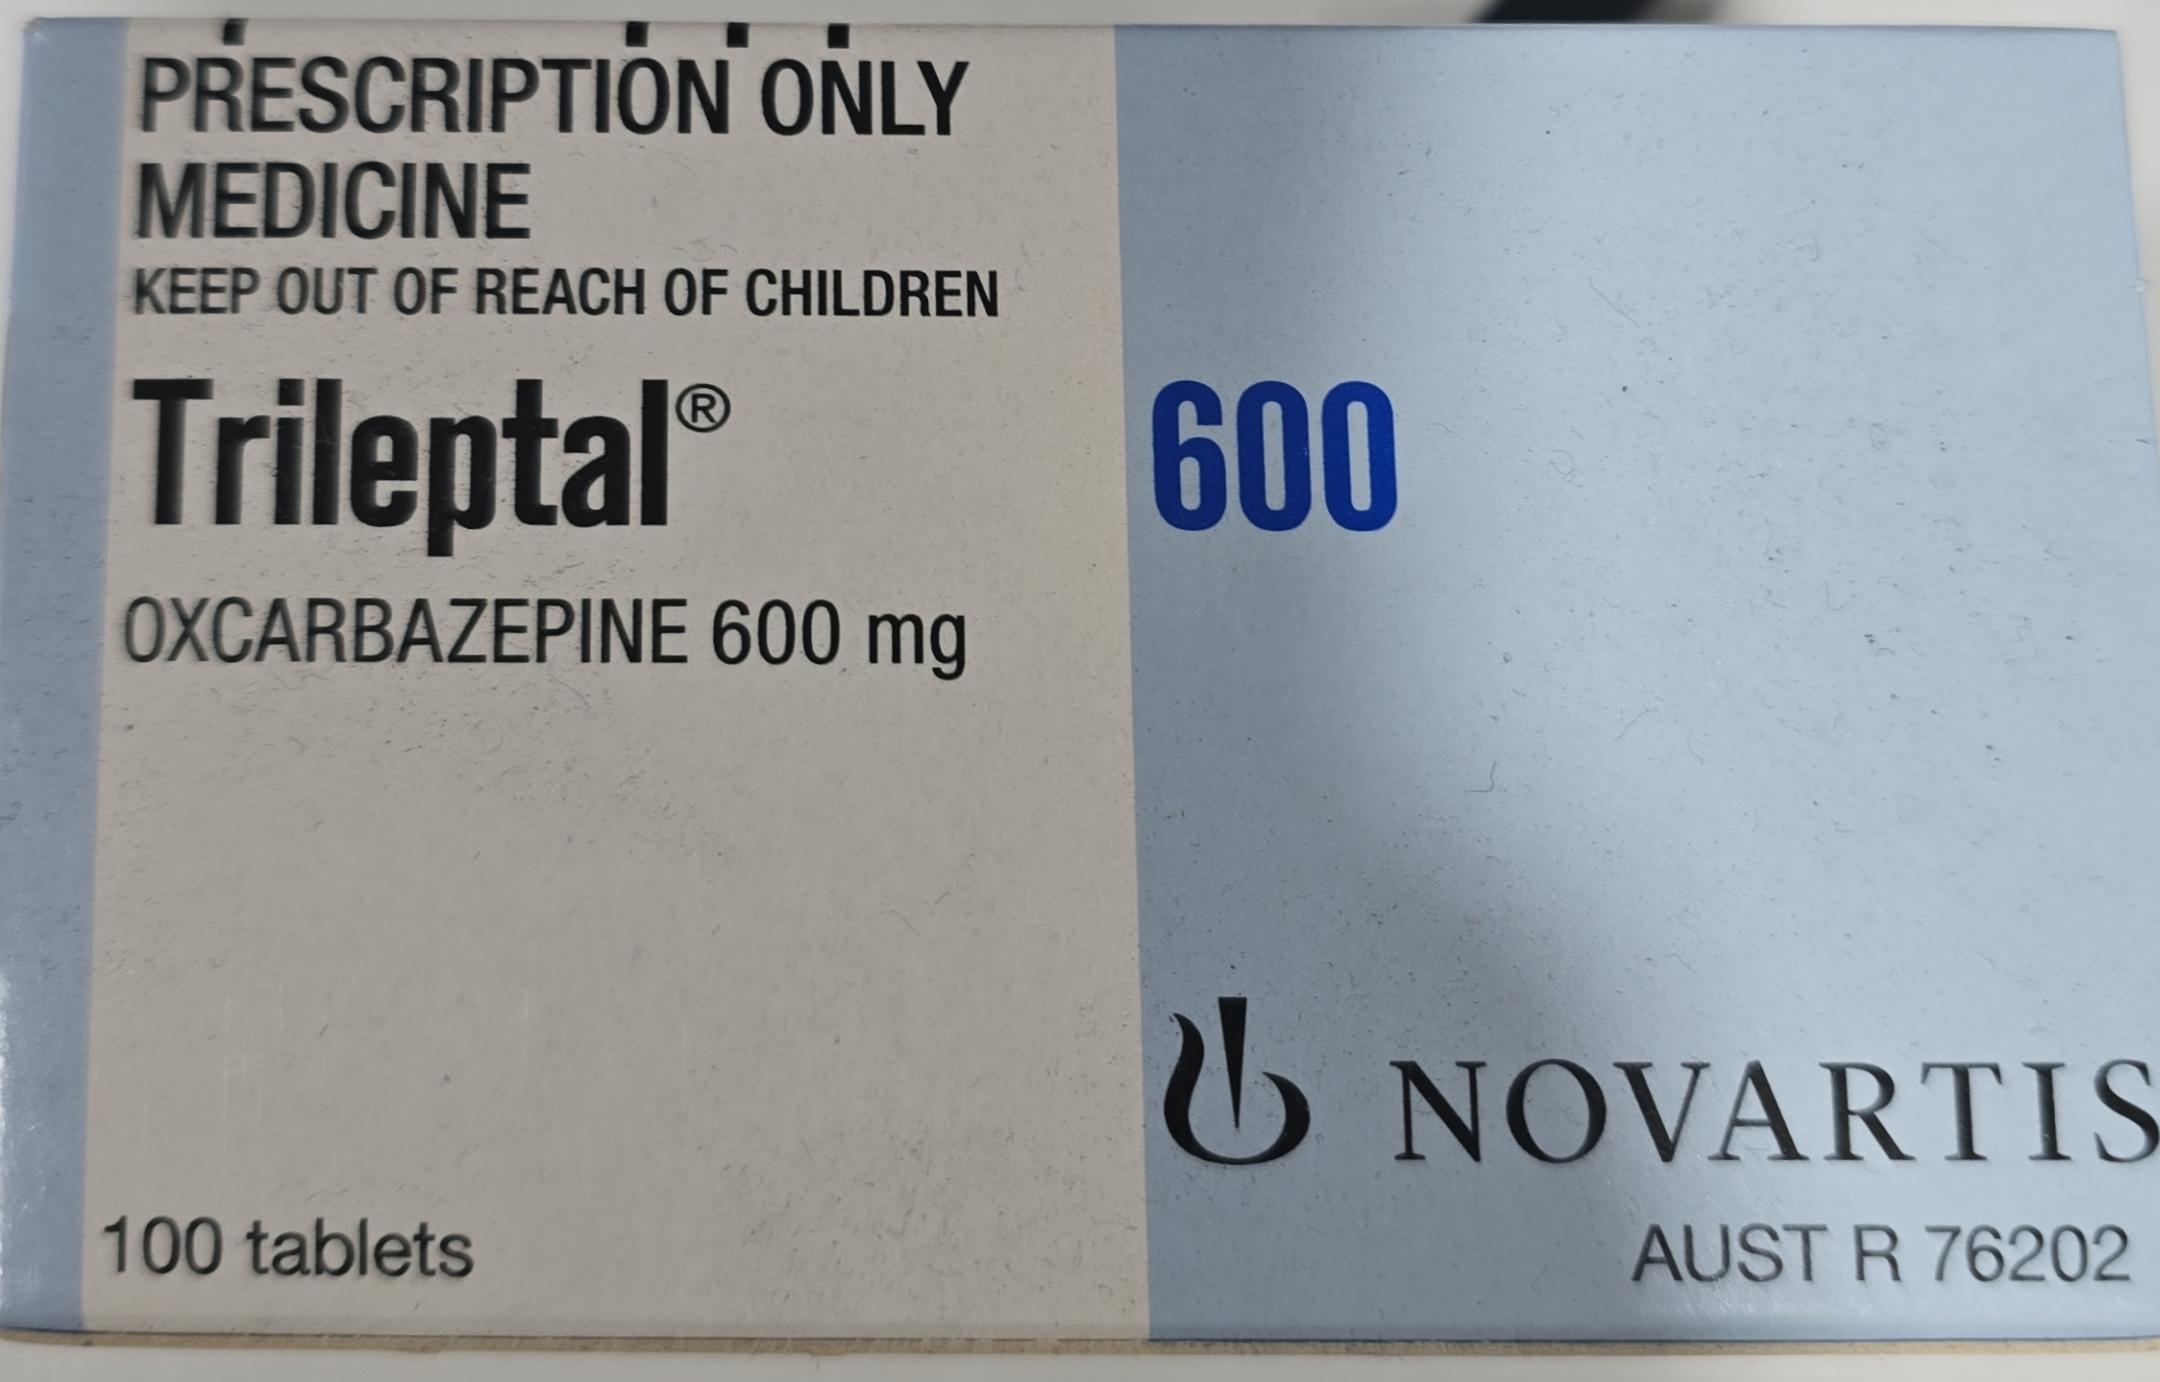 PRESCRIPTION ONLY
MEDICINE
KEEP OUT OF REACH OF CHILDREN
Trileptal® 600
OXCARBAZEPINE 600 mg
NOVARTIS
100 tablets
AUST R 76202